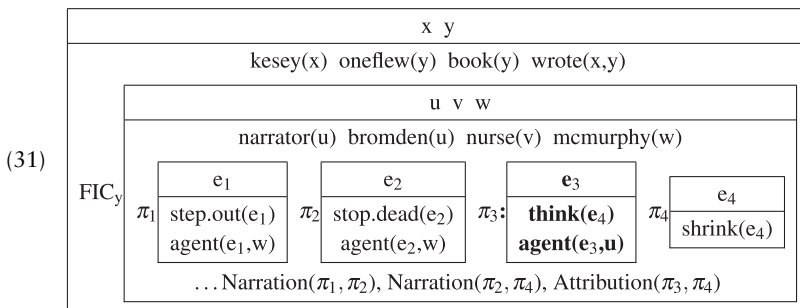 x y
kesey(x) oneflew(y) book(y) wrote(x,y)
u v w
narrator(u) bromden(u) nurse(v) mcmurphy(w)
(31) FICy
π1 e1 step.out(e1) agent(e1,w)
π2 e2 stop.dead(e2) agent(e2,w)
π3: e3 think(e4) agent(e3,u)
π4 e4 shrink(e4)
…Narration(π1, π2), Narration(π2, π4), Attribution(π3, π4)